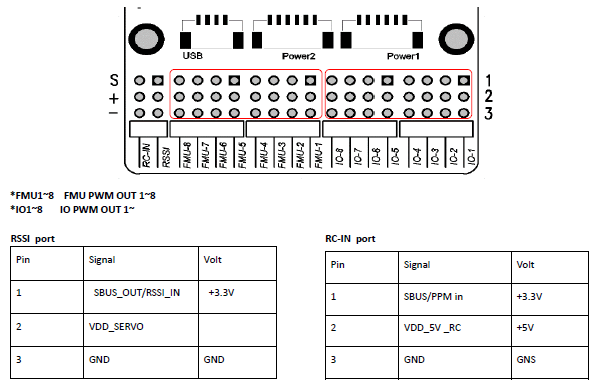 USB
Power2
Power1
S
1
+
2
–
3
RC-IN
RSSI
FMU-8
FMU-7
FMU-6
FMU-5
FMU-4
FMU-3
FMU-2
FMU-1
IO-8
IO-7
IO-6
IO-5
IO-4
IO-3
IO-2
IO-1
*FMU1~8 FMU PWM OUT 1~8
*IO1~8 IO PWM OUT 1~
RSSI port
Pin Signal Volt
1 SBUS_OUT/RSSI_IN +3.3V
2 VDD_SERVO
3 GND GND
RC-IN port
Pin Signal Volt
1 SBUS/PPM in +3.3V
2 VDD_5V _RC +5V
3 GND GNS